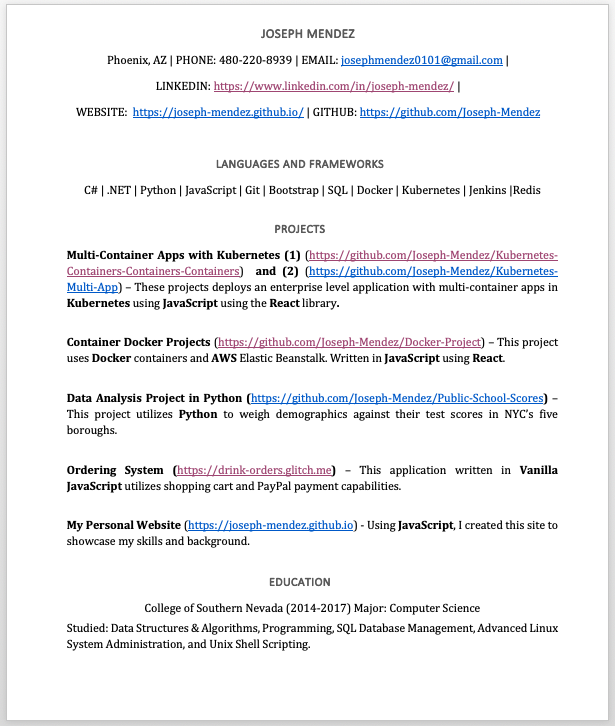 JOSEPH MENDEZ
Phoenix, AZ | PHONE: 480-220-8939 | EMAIL: josephmendez0101@gmail.com |
LINKEDIN: https://www.linkedin.com/in/joseph-mendez/ |
WEBSITE: https://joseph-mendez.github.io/ | GITHUB: https://github.com/Joseph-Mendez
LANGUAGES AND FRAMEWORKS
C# | .NET | Python | JavaScript | Git | Bootstrap | SQL | Docker | Kubernetes | Jenkins |Redis
PROJECTS
Multi-Container Apps with Kubernetes (1) (https://github.com/Joseph-Mendez/Kubernetes-
Containers-Containers-Containers) and (2) (https://github.com/Joseph-Mendez/Kubernetes-
Multi-App) – These projects deploys an enterprise level application with multi-container apps in
Kubernetes using JavaScript using the React library.
Container Docker Projects (https://github.com/Joseph-Mendez/Docker-Project) – This project
uses Docker containers and AWS Elastic Beanstalk. Written in JavaScript using React.
Data Analysis Project in Python (https://github.com/Joseph-Mendez/Public-School-Scores) –
This project utilizes Python to weigh demographics against their test scores in NYC's five
boroughs.
Ordering System (https://drink-orders.glitch.me) – This application written in Vanilla
JavaScript utilizes shopping cart and PayPal payment capabilities.
My Personal Website (https://joseph-mendez.github.io) - Using JavaScript, I created this site to
showcase my skills and background.
EDUCATION
College of Southern Nevada (2014-2017) Major: Computer Science
Studied: Data Structures & Algorithms, Programming, SQL Database Management, Advanced Linux
System Administration, and Unix Shell Scripting.